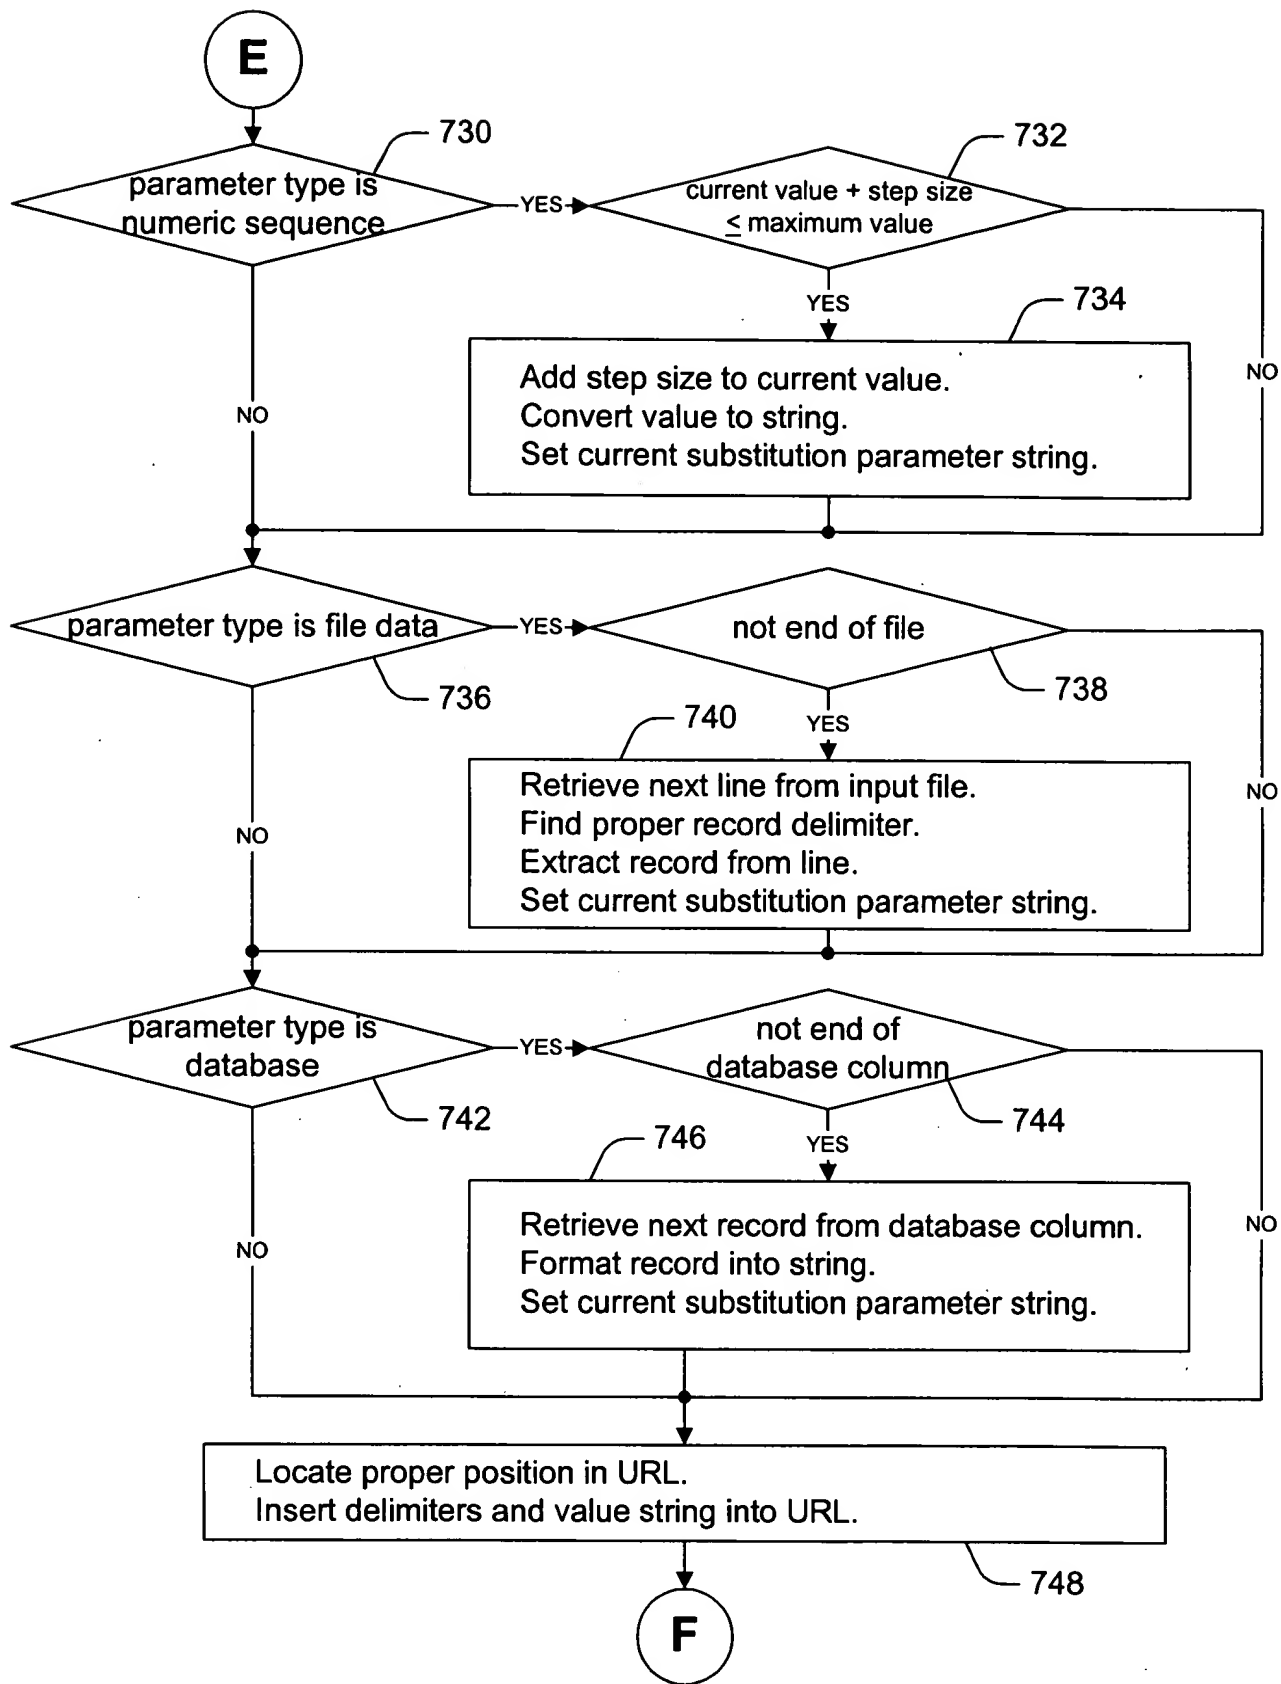 E
730
732
parameter type is
numeric sequence
YES
current value + step size
≤ maximum value
YES
734
Add step size to current value.
Convert value to string.
Set current substitution parameter string.
NO
NO
parameter type is file data
YES
not end of file
736
738
YES
740
Retrieve next line from input file.
Find proper record delimiter.
Extract record from line.
Set current substitution parameter string.
NO
NO
parameter type is
database
YES
not end of
database column
742
744
746
YES
Retrieve next record from database column.
Format record into string.
Set current substitution parameter string.
NO
NO
Locate proper position in URL.
Insert delimiters and value string into URL.
748
F